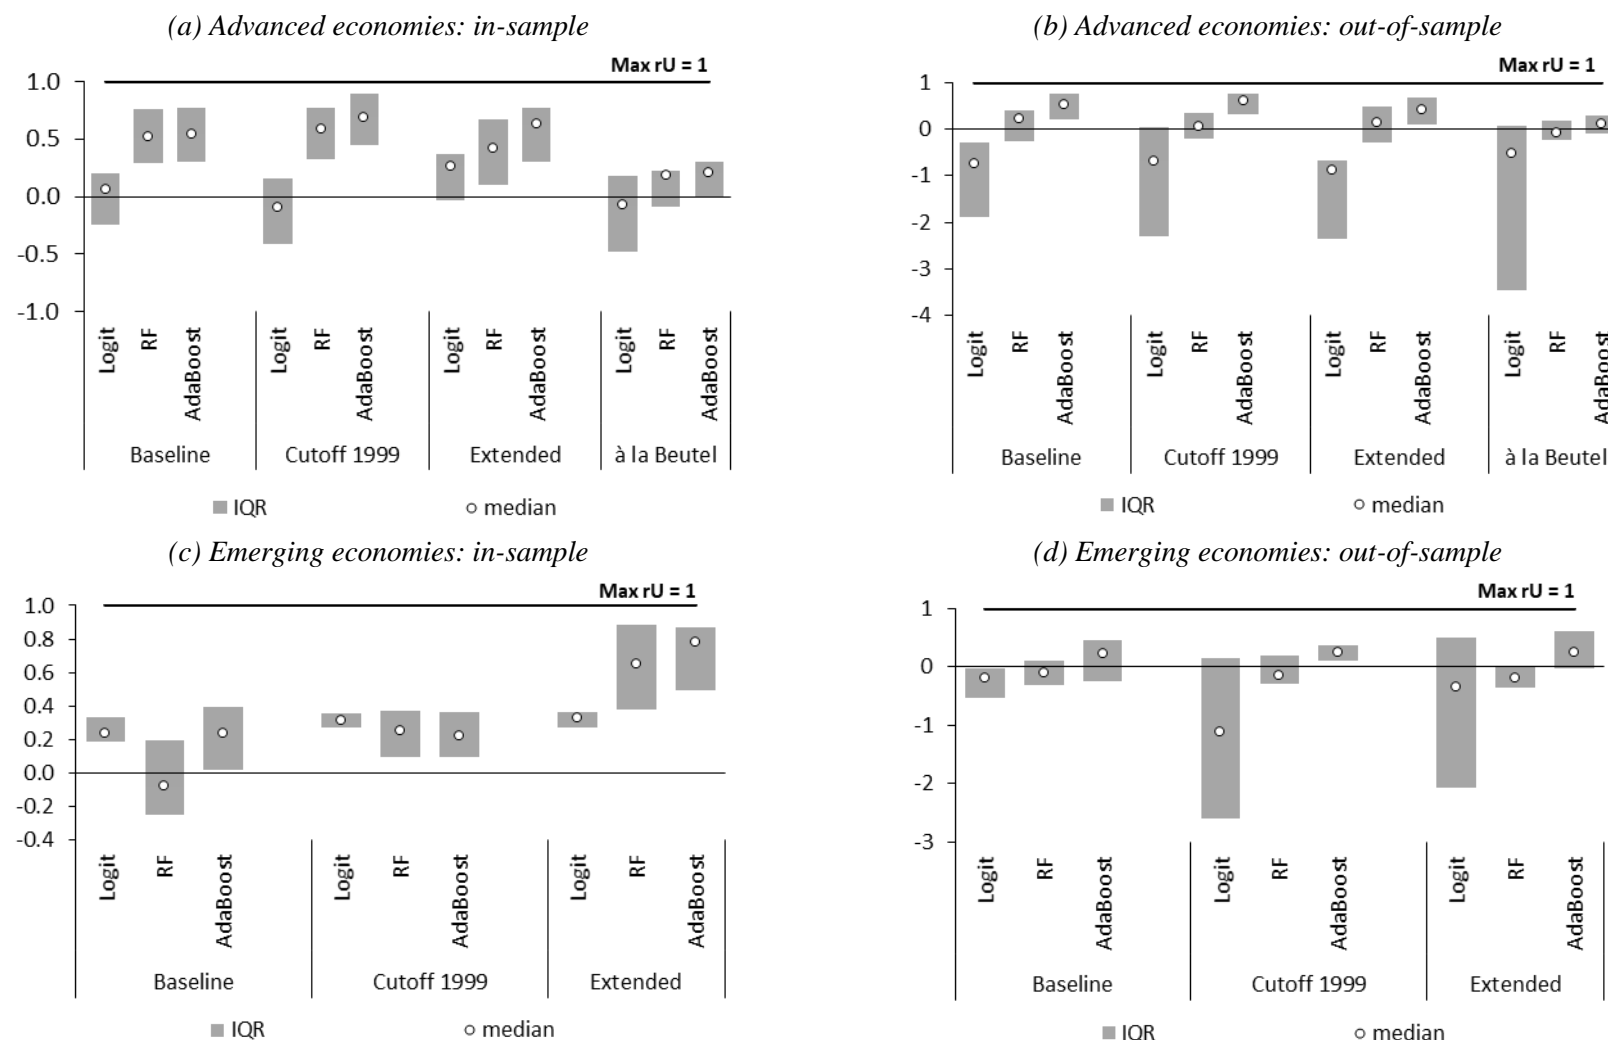 (a) Advanced economies: in-sample
Max rU = 1
1.0
0.5
0.0
-0.5
-1.0
Logit
RF
AdaBoost
Logit
RF
AdaBoost
Logit
RF
AdaBoost
Logit
RF
AdaBoost
Baseline
Cutoff 1999
Extended
à la Beutel
IQR
median
(b) Advanced economies: out-of-sample
Max rU = 1
1
0
-1
-2
-3
-4
Logit
RF
AdaBoost
Logit
RF
AdaBoost
Logit
RF
AdaBoost
Logit
RF
AdaBoost
Baseline
Cutoff 1999
Extended
à la Beutel
IQR
median
(c) Emerging economies: in-sample
Max rU = 1
1.0
0.8
0.6
0.4
0.2
0.0
-0.2
-0.4
Logit
RF
AdaBoost
Logit
RF
AdaBoost
Logit
RF
AdaBoost
Baseline
Cutoff 1999
Extended
IQR
median
(d) Emerging economies: out-of-sample
Max rU = 1
1
0
-1
-2
-3
Logit
RF
AdaBoost
Logit
RF
AdaBoost
Logit
RF
AdaBoost
Baseline
Cutoff 1999
Extended
IQR
median